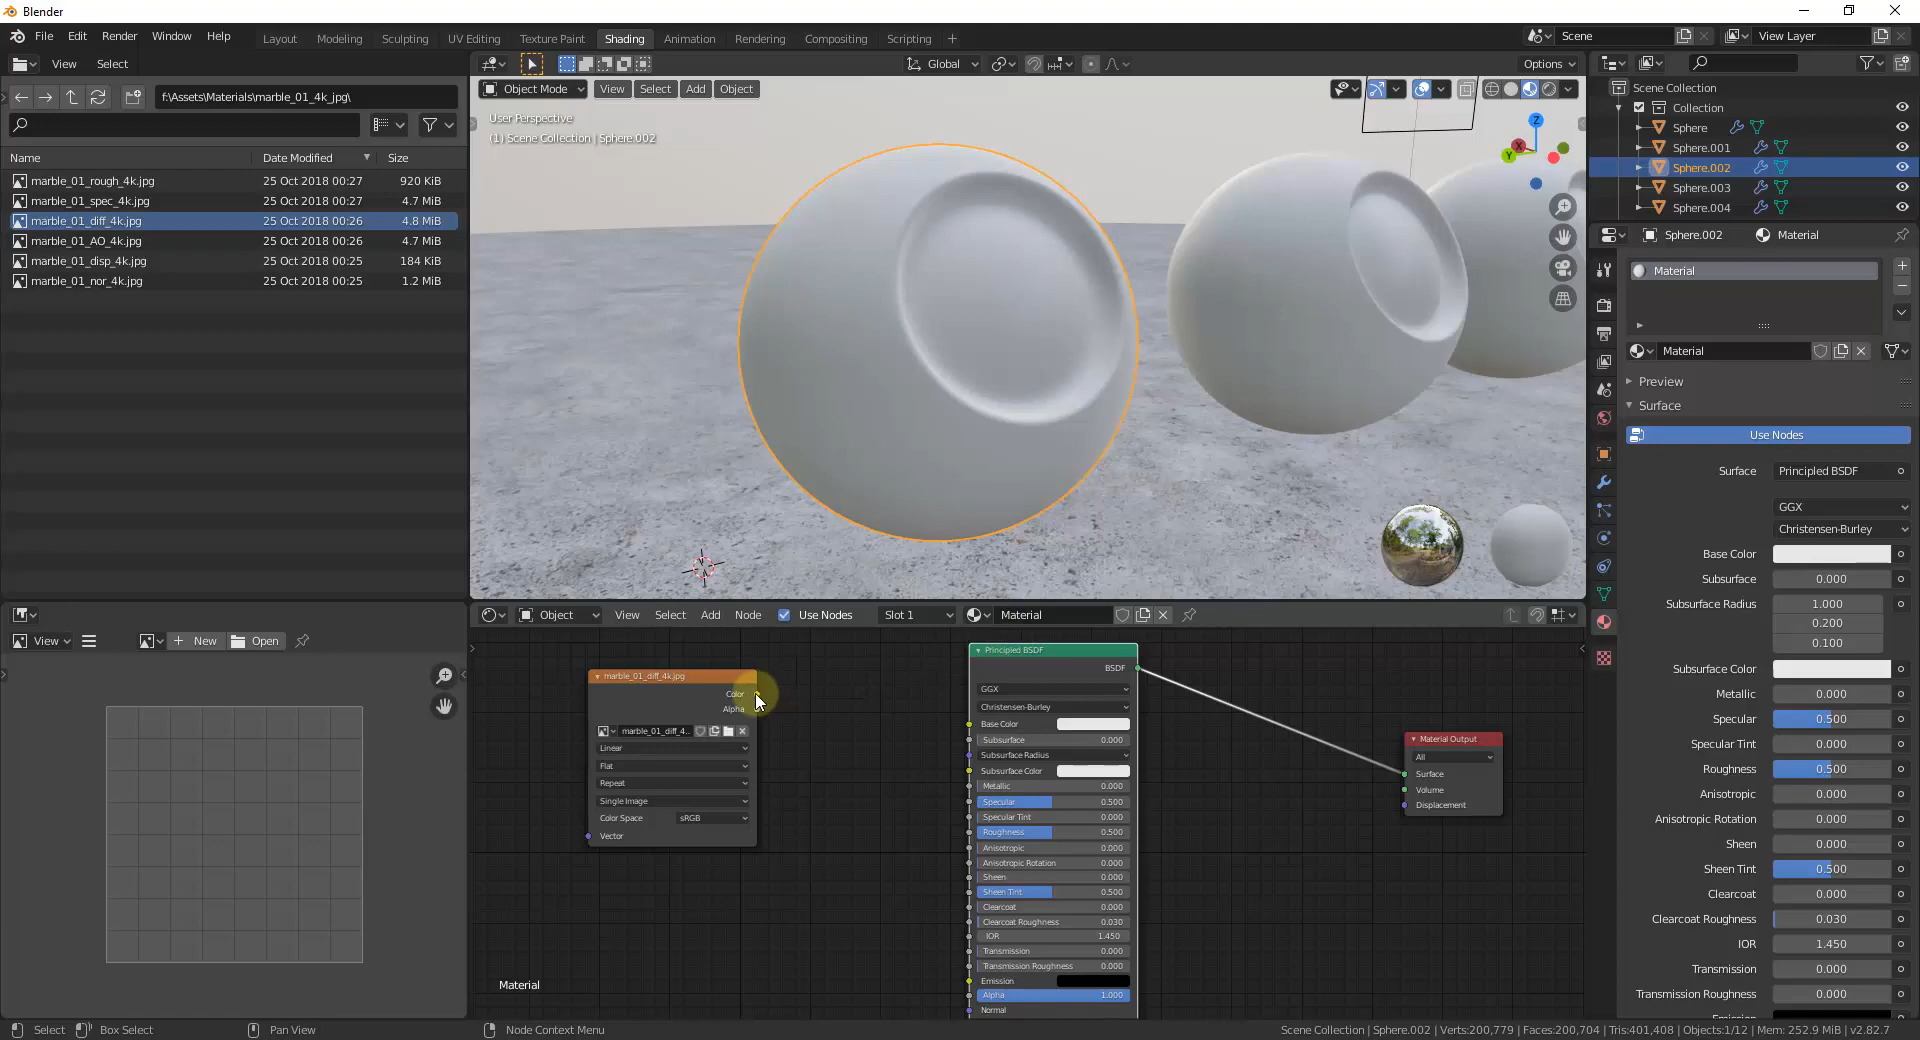 Blender
File Edit Render Window Help
Layout Modeling Sculpting UV Editing Texture Paint Shading Animation Rendering Compositing Scripting +
Scene
View Layer
View Select
f:\Assets\Materials\marble_01_4k_jpg\
Name Date Modified Size
marble_01_rough_4k.jpg 25 Oct 2018 00:27 920 KiB
marble_01_spec_4k.jpg 25 Oct 2018 00:27 4.7 MiB
marble_01_diff_4k.jpg 25 Oct 2018 00:26 4.8 MiB
marble_01_AO_4k.jpg 25 Oct 2018 00:26 4.7 MiB
marble_01_disp_4k.jpg 25 Oct 2018 00:25 184 KiB
marble_01_nor_4k.jpg 25 Oct 2018 00:25 1.2 MiB
View New Open
Global
Options
Object Mode View Select Add Object
User Perspective
(1) Scene Collection | Sphere.002
Z
X
Y
Object View Select Add Node Use Nodes Slot 1 Material
marble_01_diff_4k.jpg
Color
Alpha
marble_01_diff_4...
Linear
Flat
Repeat
Single Image
Color Space sRGB
Vector
Principled BSDF
BSDF
GGX
Christensen-Burley
Base Color
Subsurface 0.000
Subsurface Radius
Subsurface Color
Metallic 0.000
Specular 0.500
Specular Tint 0.000
Roughness 0.500
Anisotropic 0.000
Anisotropic Rotation 0.000
Sheen 0.000
Sheen Tint 0.500
Clearcoat 0.000
Clearcoat Roughness 0.030
IOR 1.450
Transmission 0.000
Transmission Roughness 0.000
Emission
Alpha 1.000
Normal
Material Output
All
Surface
Volume
Displacement
Material
Scene Collection
Collection
Sphere
Sphere.001
Sphere.002
Sphere.003
Sphere.004
Sphere.002 Material
Material
Material
Preview
Surface
Use Nodes
Surface Principled BSDF
GGX
Christensen-Burley
Base Color
Subsurface 0.000
Subsurface Radius 1.000
0.200
0.100
Subsurface Color
Metallic 0.000
Specular 0.500
Specular Tint 0.000
Roughness 0.500
Anisotropic 0.000
Anisotropic Rotation 0.000
Sheen 0.000
Sheen Tint 0.500
Clearcoat 0.000
Clearcoat Roughness 0.030
IOR 1.450
Transmission 0.000
Transmission Roughness 0.000
Emission
Select Box Select Pan View Node Context Menu
Scene Collection | Sphere.002 | Verts:200,779 | Faces:200,704 | Tris:401,408 | Objects:1/12 | Mem: 252.9 MiB | v2.82.7